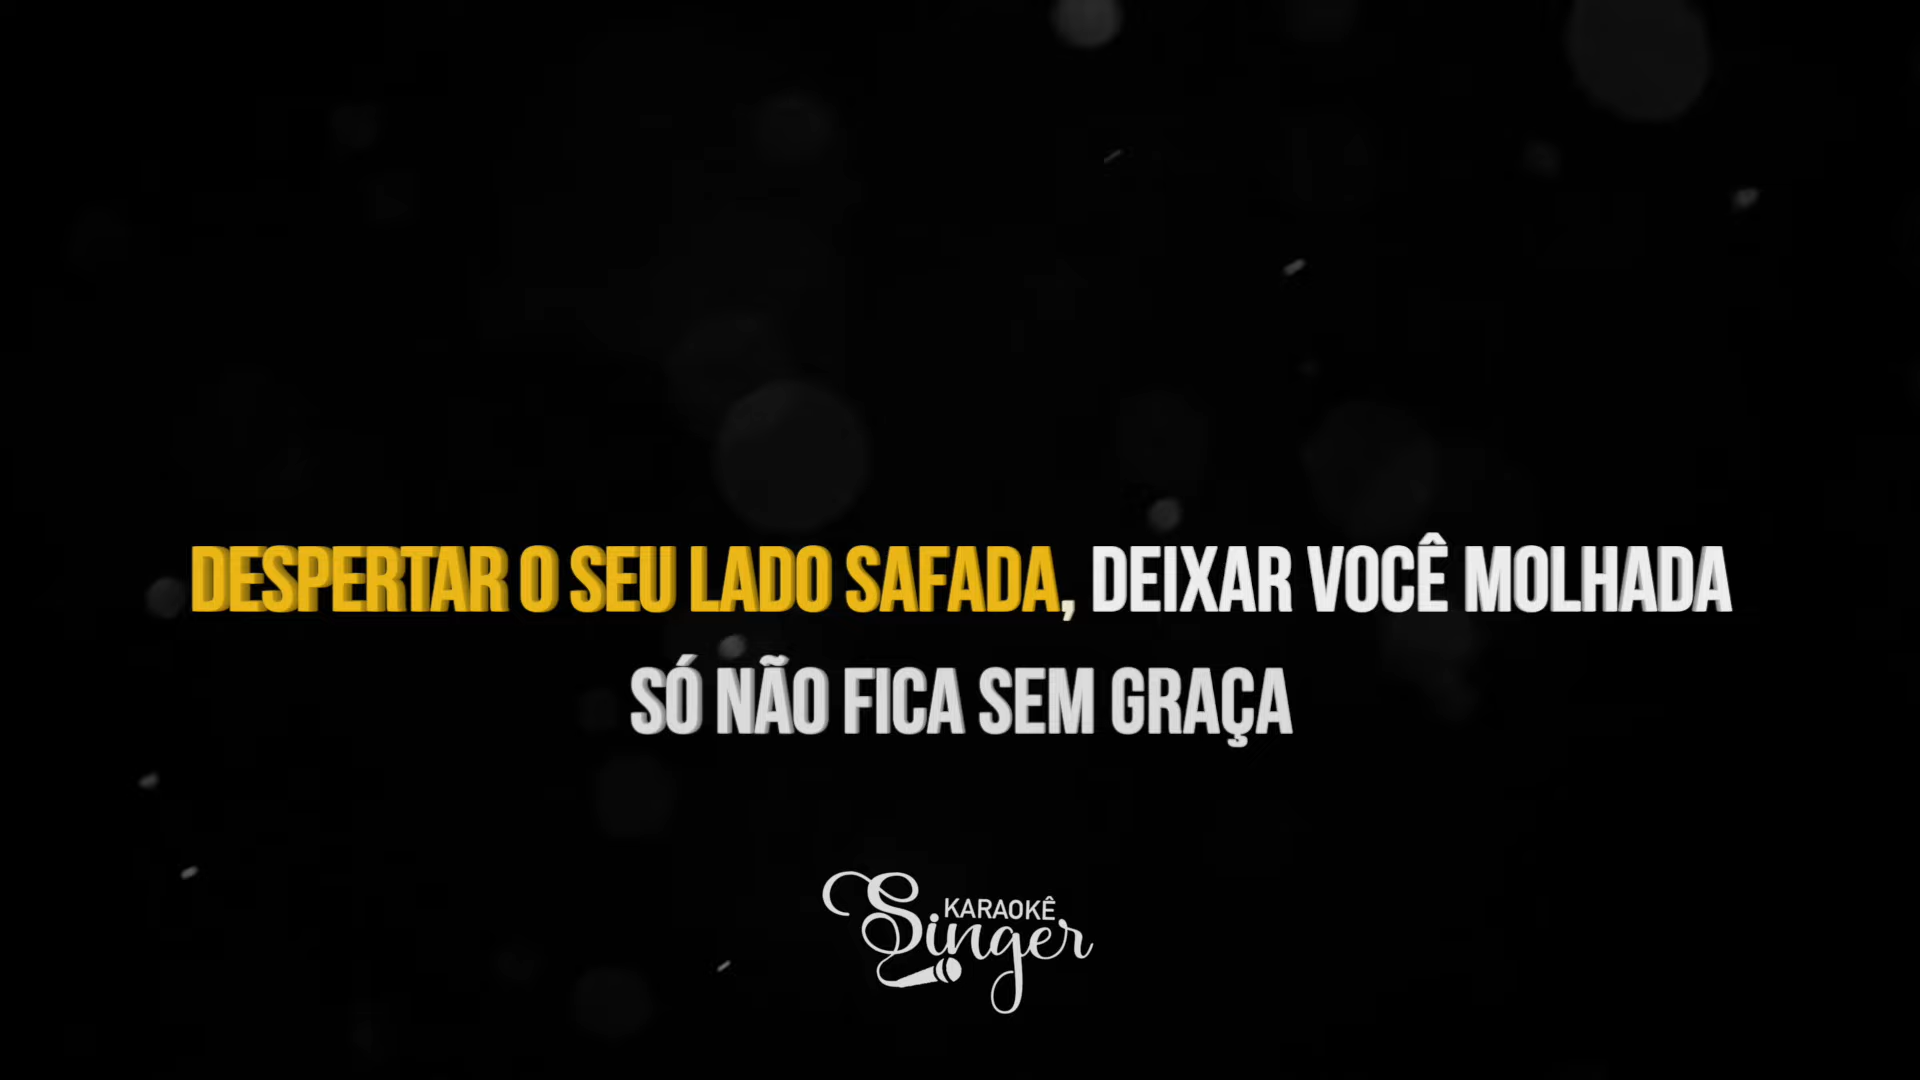 DESPERTAR O SEU LADO SAFADA, DEIXAR VOCÊ MOLHADA
SÓ NÃO FICA SEM GRAÇA
KARAOKÊ
Singer